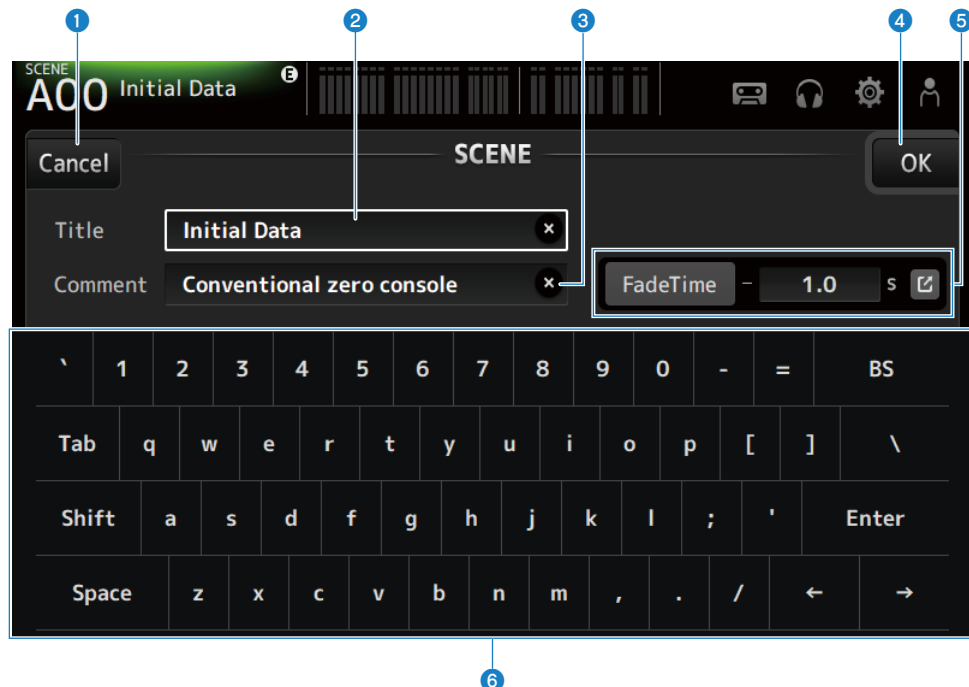 1 2 3 4 5
SCENE
A00 Initial Data E
Cancel SCENE OK
Title Initial Data ×
Comment Conventional zero console × FadeTime – 1.0 s
` 1 2 3 4 5 6 7 8 9 0 - = BS
Tab q w e r t y u i o p [ ] \
Shift a s d f g h j k l ; ' Enter
Space z x c v b n m , . / ← →
6